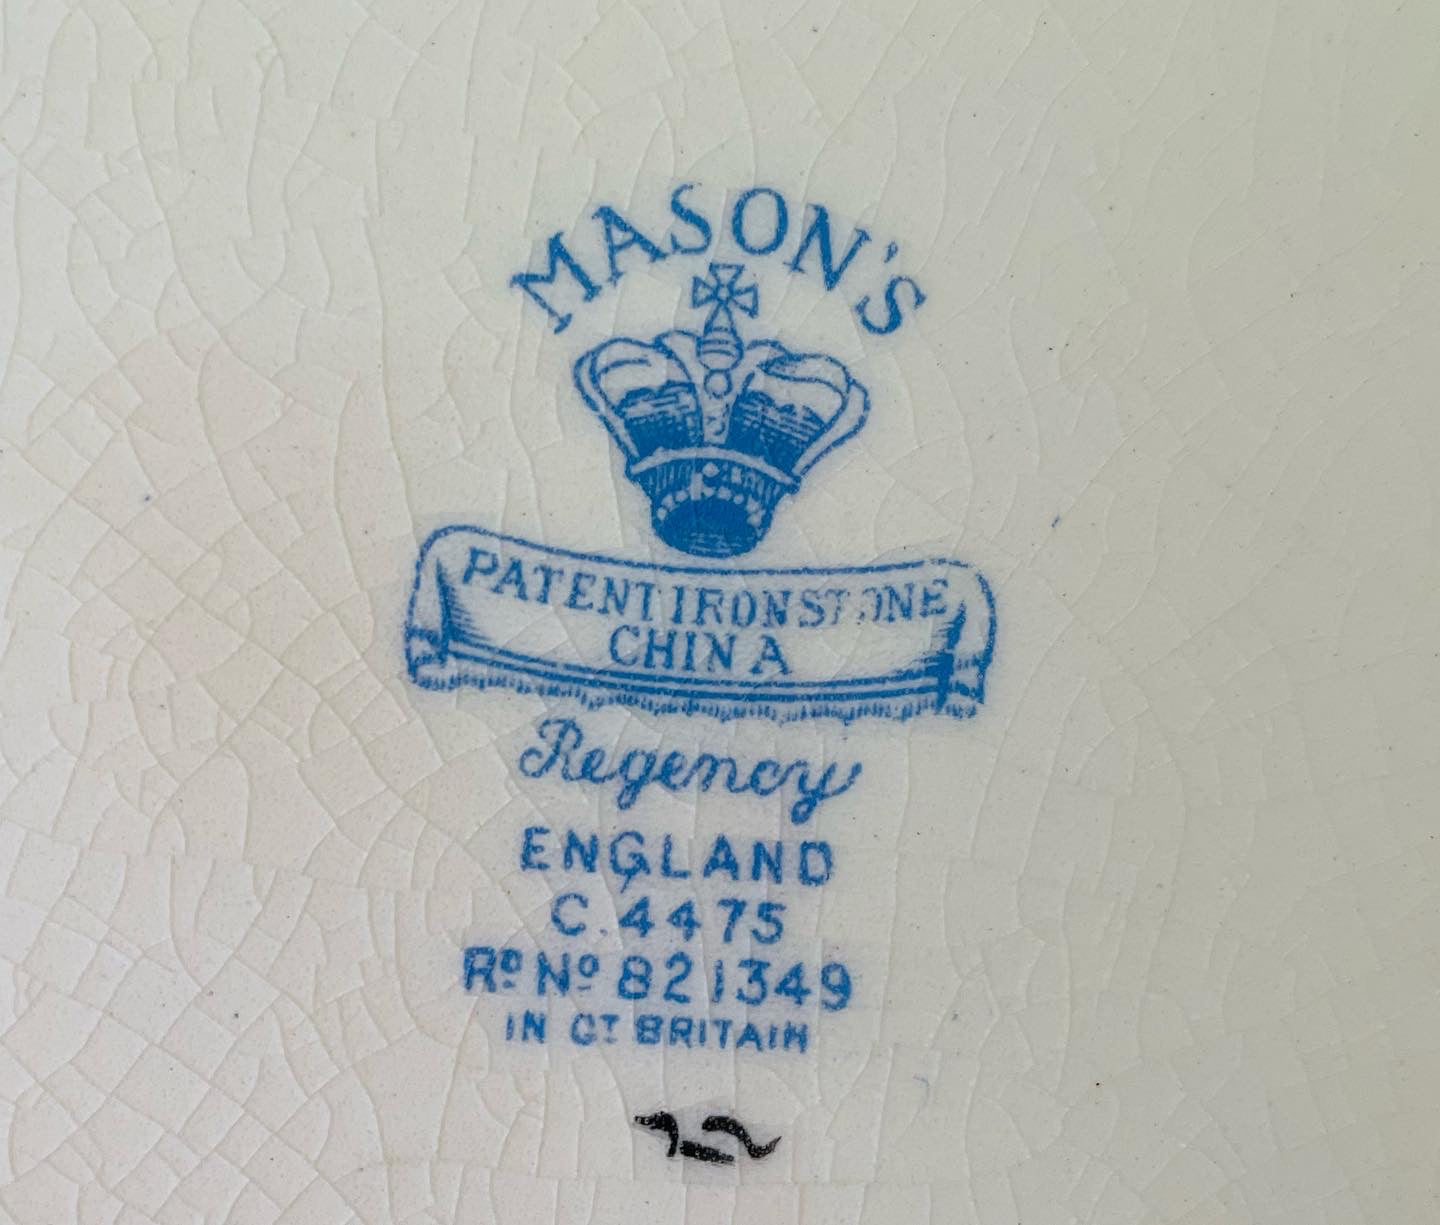 MASON'S
PATENT IRONSTONE
CHINA
Regency
ENGLAND
C.4475
Rᴰ Nº 821349
IN Gᵀ BRITAIN